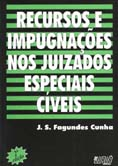 RECURSOS E
IMPUGNAÇÕES
NOS JUIZADOS
ESPECIAIS
CÍVEIS
J. S. Fagundes Cunha